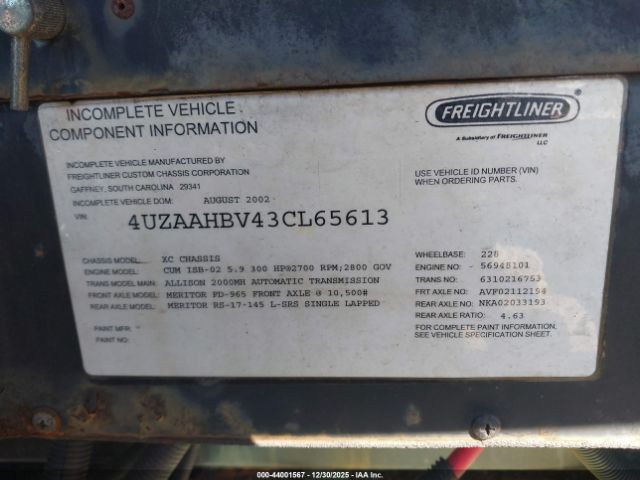 INCOMPLETE VEHICLE
COMPONENT INFORMATION
FREIGHTLINER
A Subsidiary of FREIGHTLINER
LLC
INCOMPLETE VEHICLE MANUFACTURED BY
FREIGHTLINER CUSTOM CHASSIS CORPORATION
GAFFNEY, SOUTH CAROLINA 29341
INCOMPLETE VEHICLE DOM: AUGUST 2002
USE VEHICLE ID NUMBER (VIN)
WHEN ORDERING PARTS.
VIN: 4UZAAHBV43CL65613
CHASSIS MODEL: XC CHASSIS
ENGINE MODEL: CUM ISB-02 5.9 300 HP@2700 RPM;2800 GOV
TRANS MODEL MAIN: ALLISON 2000MH AUTOMATIC TRANSMISSION
FRONT AXLE MODEL: MERITOR FD-965 FRONT AXLE @ 10,500#
REAR AXLE MODEL: MERITOR RS-17-145 L-SRS SINGLE LAPPED
PAINT MFR:
PAINT NO:
WHEELBASE: 228
ENGINE NO: 56948101
TRANS NO: 6310216753
FRT AXLE NO: AVF02112194
REAR AXLE NO: NKA02033193
REAR AXLE RATIO: 4.63
FOR COMPLETE PAINT INFORMATION,
SEE VEHICLE SPECIFICATION SHEET.
000-44001567 - 12/30/2025 - IAA Inc.